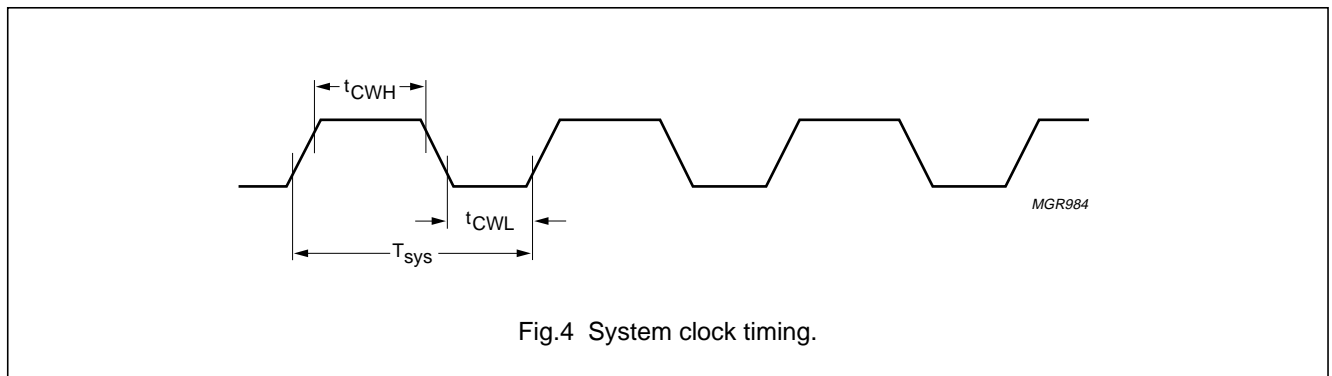 tCWH
tCWL
Tsys
MGR984
Fig.4 System clock timing.